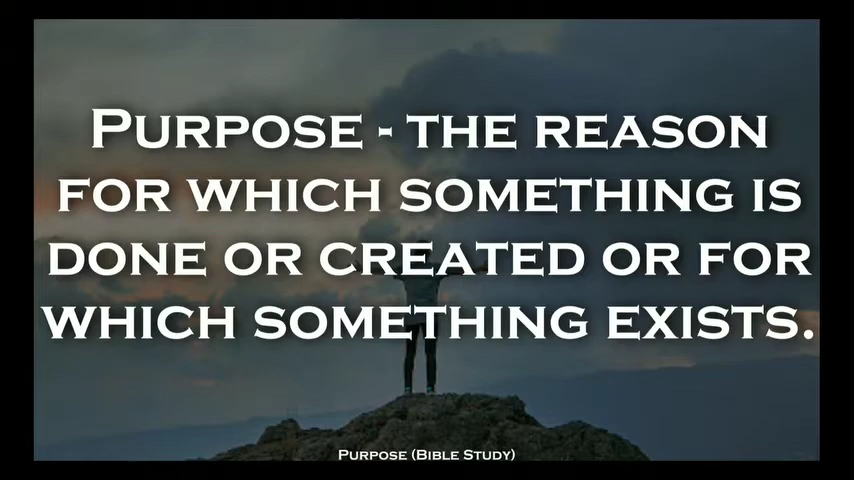 Purpose - the reason
for which something is
done or created or for
which something exists.
Purpose (Bible Study)